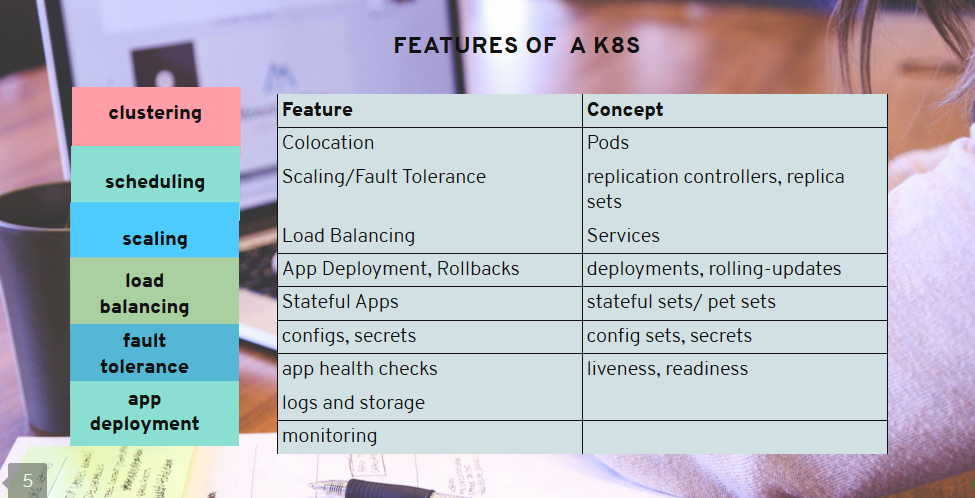 FEATURES OF A K8S
clustering
scheduling
scaling
load
balancing
fault
tolerance
app
deployment
Feature Concept
Colocation Pods
Scaling/Fault Tolerance replication controllers, replica
sets
Load Balancing Services
App Deployment, Rollbacks deployments, rolling-updates
Stateful Apps stateful sets/ pet sets
configs, secrets config sets, secrets
app health checks liveness, readiness
logs and storage
monitoring
5